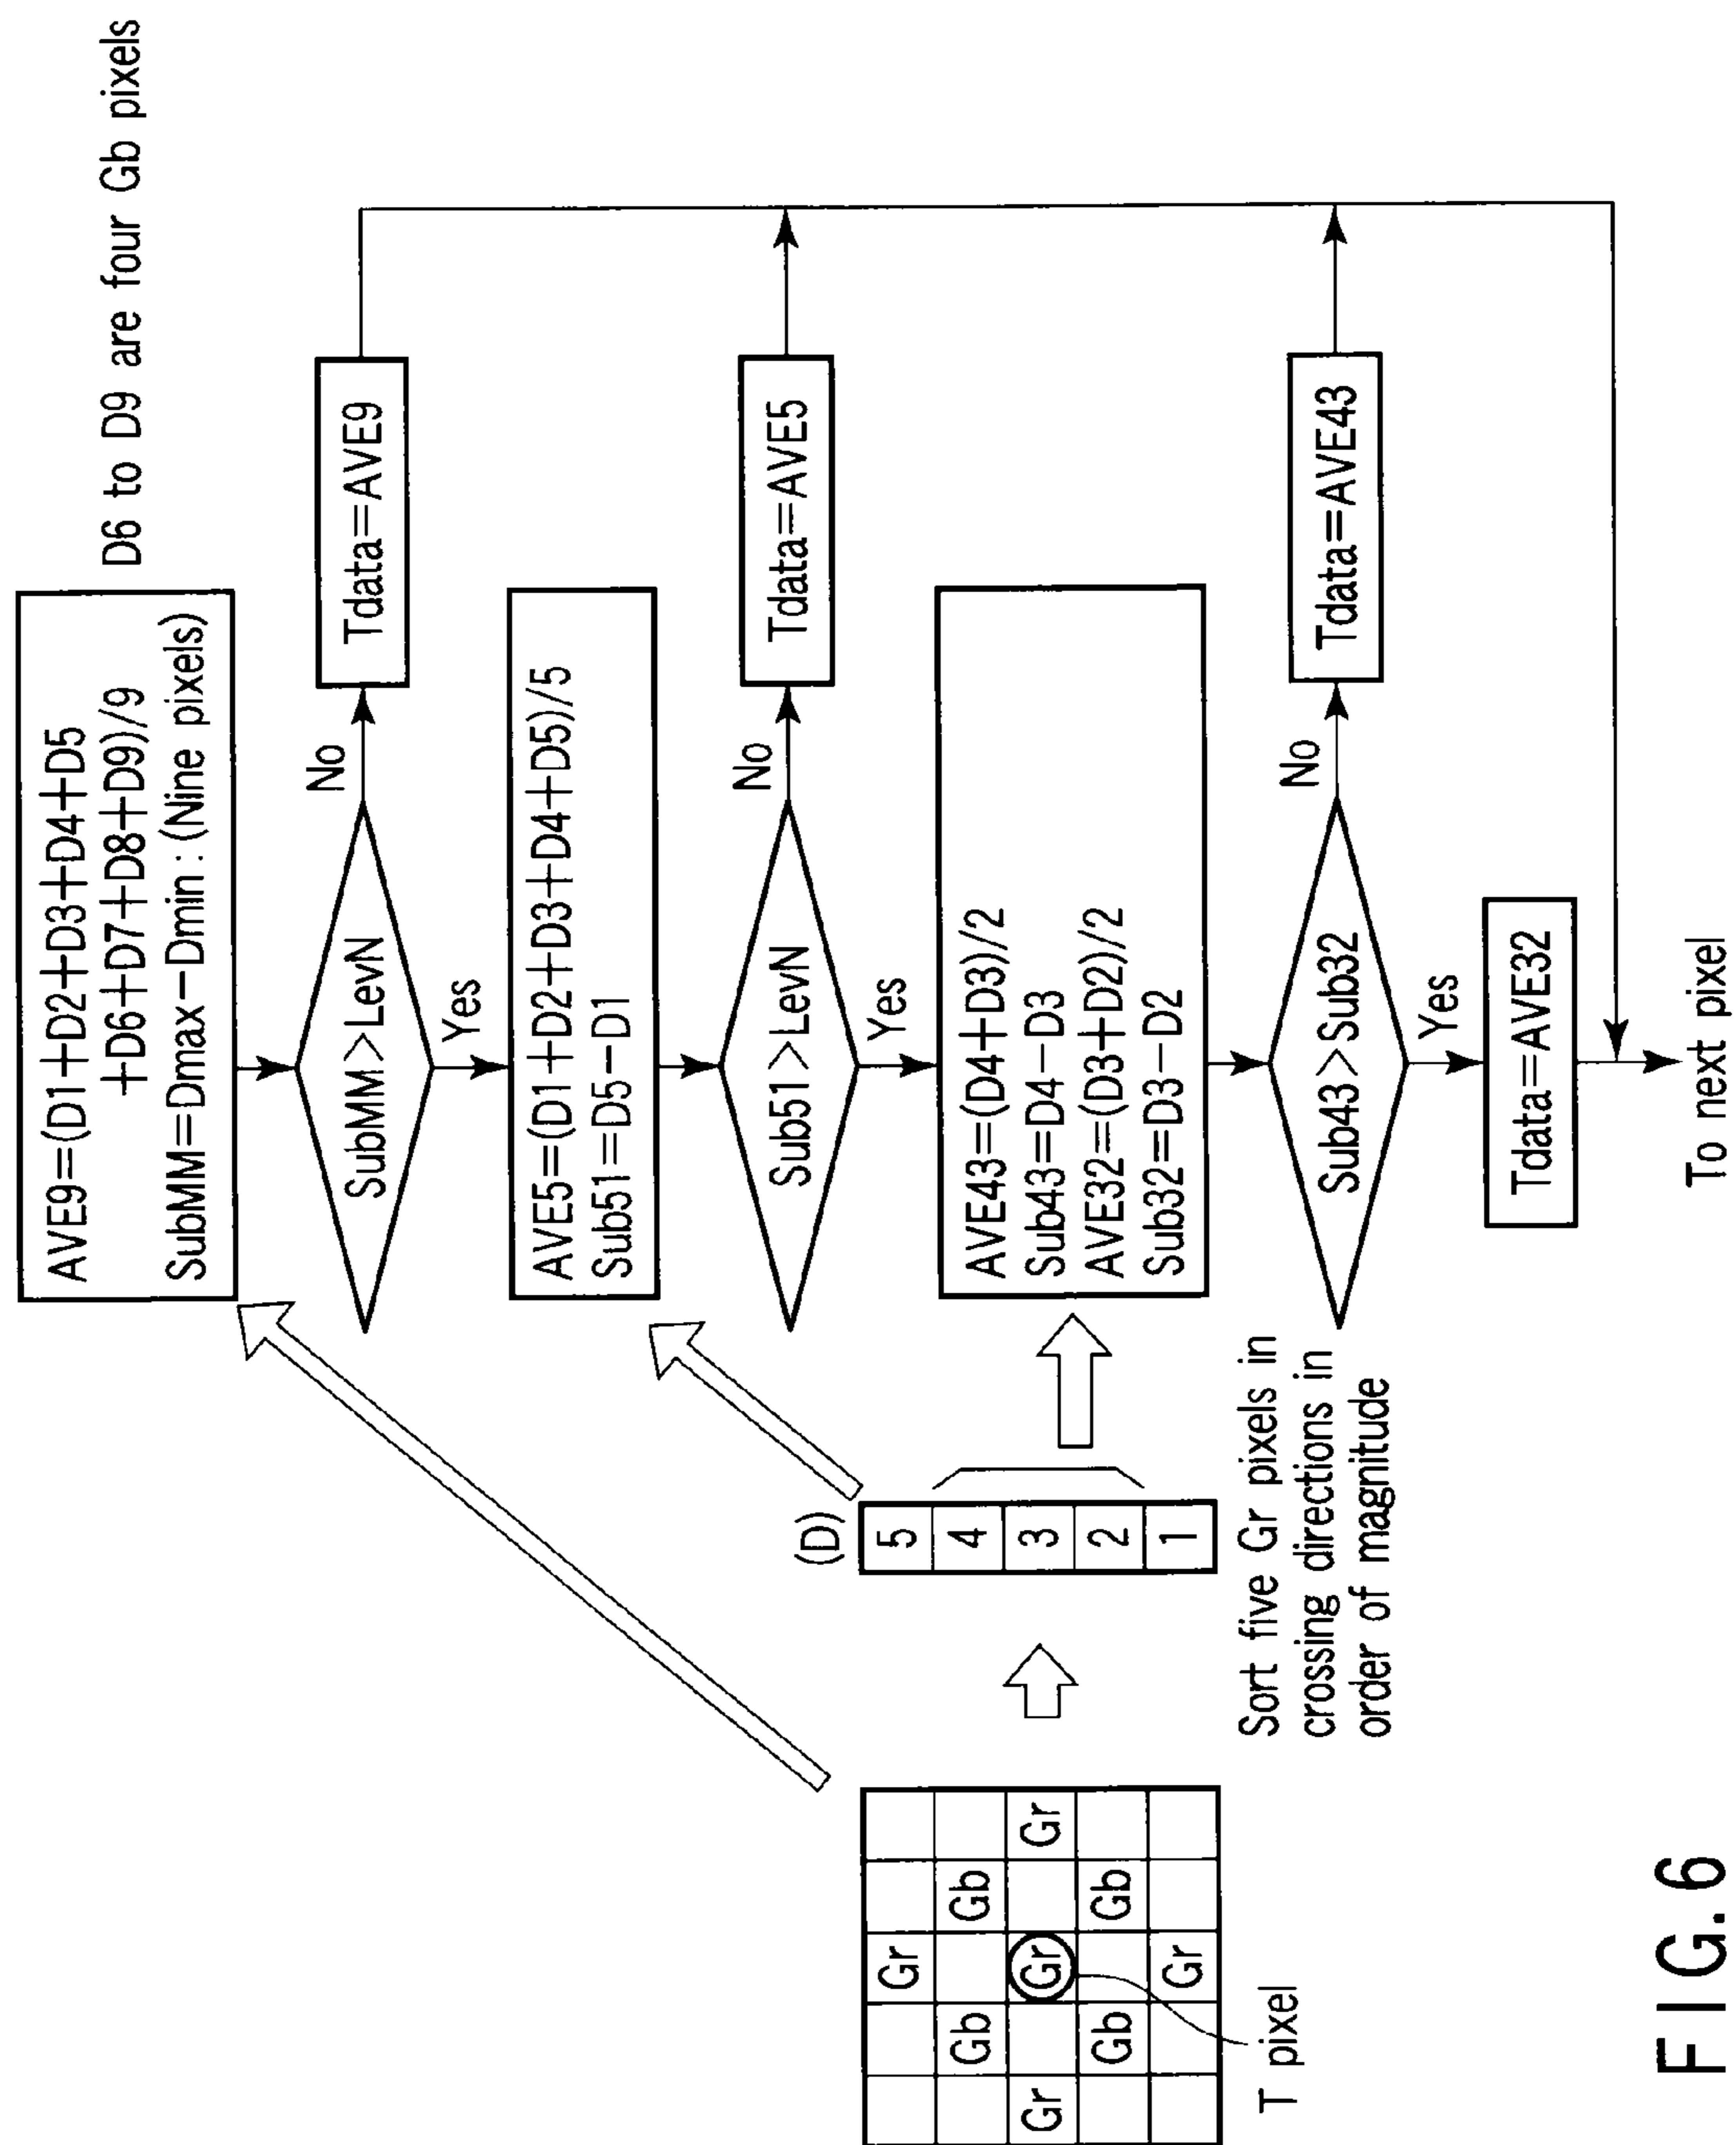 D6 to D9 are four Gb pixels
AVE9=(D1+D2+D3+D4+D5
+D6+D7+D8+D9)/9
SubMM=Dmax-Dmin:(Nine pixels)
SubMM>LevN
No
Tdata=AVE9
Yes
AVE5=(D1+D2+D3+D4+D5)/5
Sub51=D5-D1
Sub51>LevN
No
Tdata=AVE5
Yes
AVE43=(D4+D3)/2
Sub43=D4-D3
AVE32=(D3+D2)/2
Sub32=D3-D2
Sub43>Sub32
No
Tdata=AVE43
Yes
Tdata=AVE32
To next pixel
(D)
5
4
3
2
1
Sort five Gr pixels in
crossing directions in
order of magnitude
Gr
Gb Gb
Gr Gr Gr
Gb Gb
Gr
T pixel
FIG.6